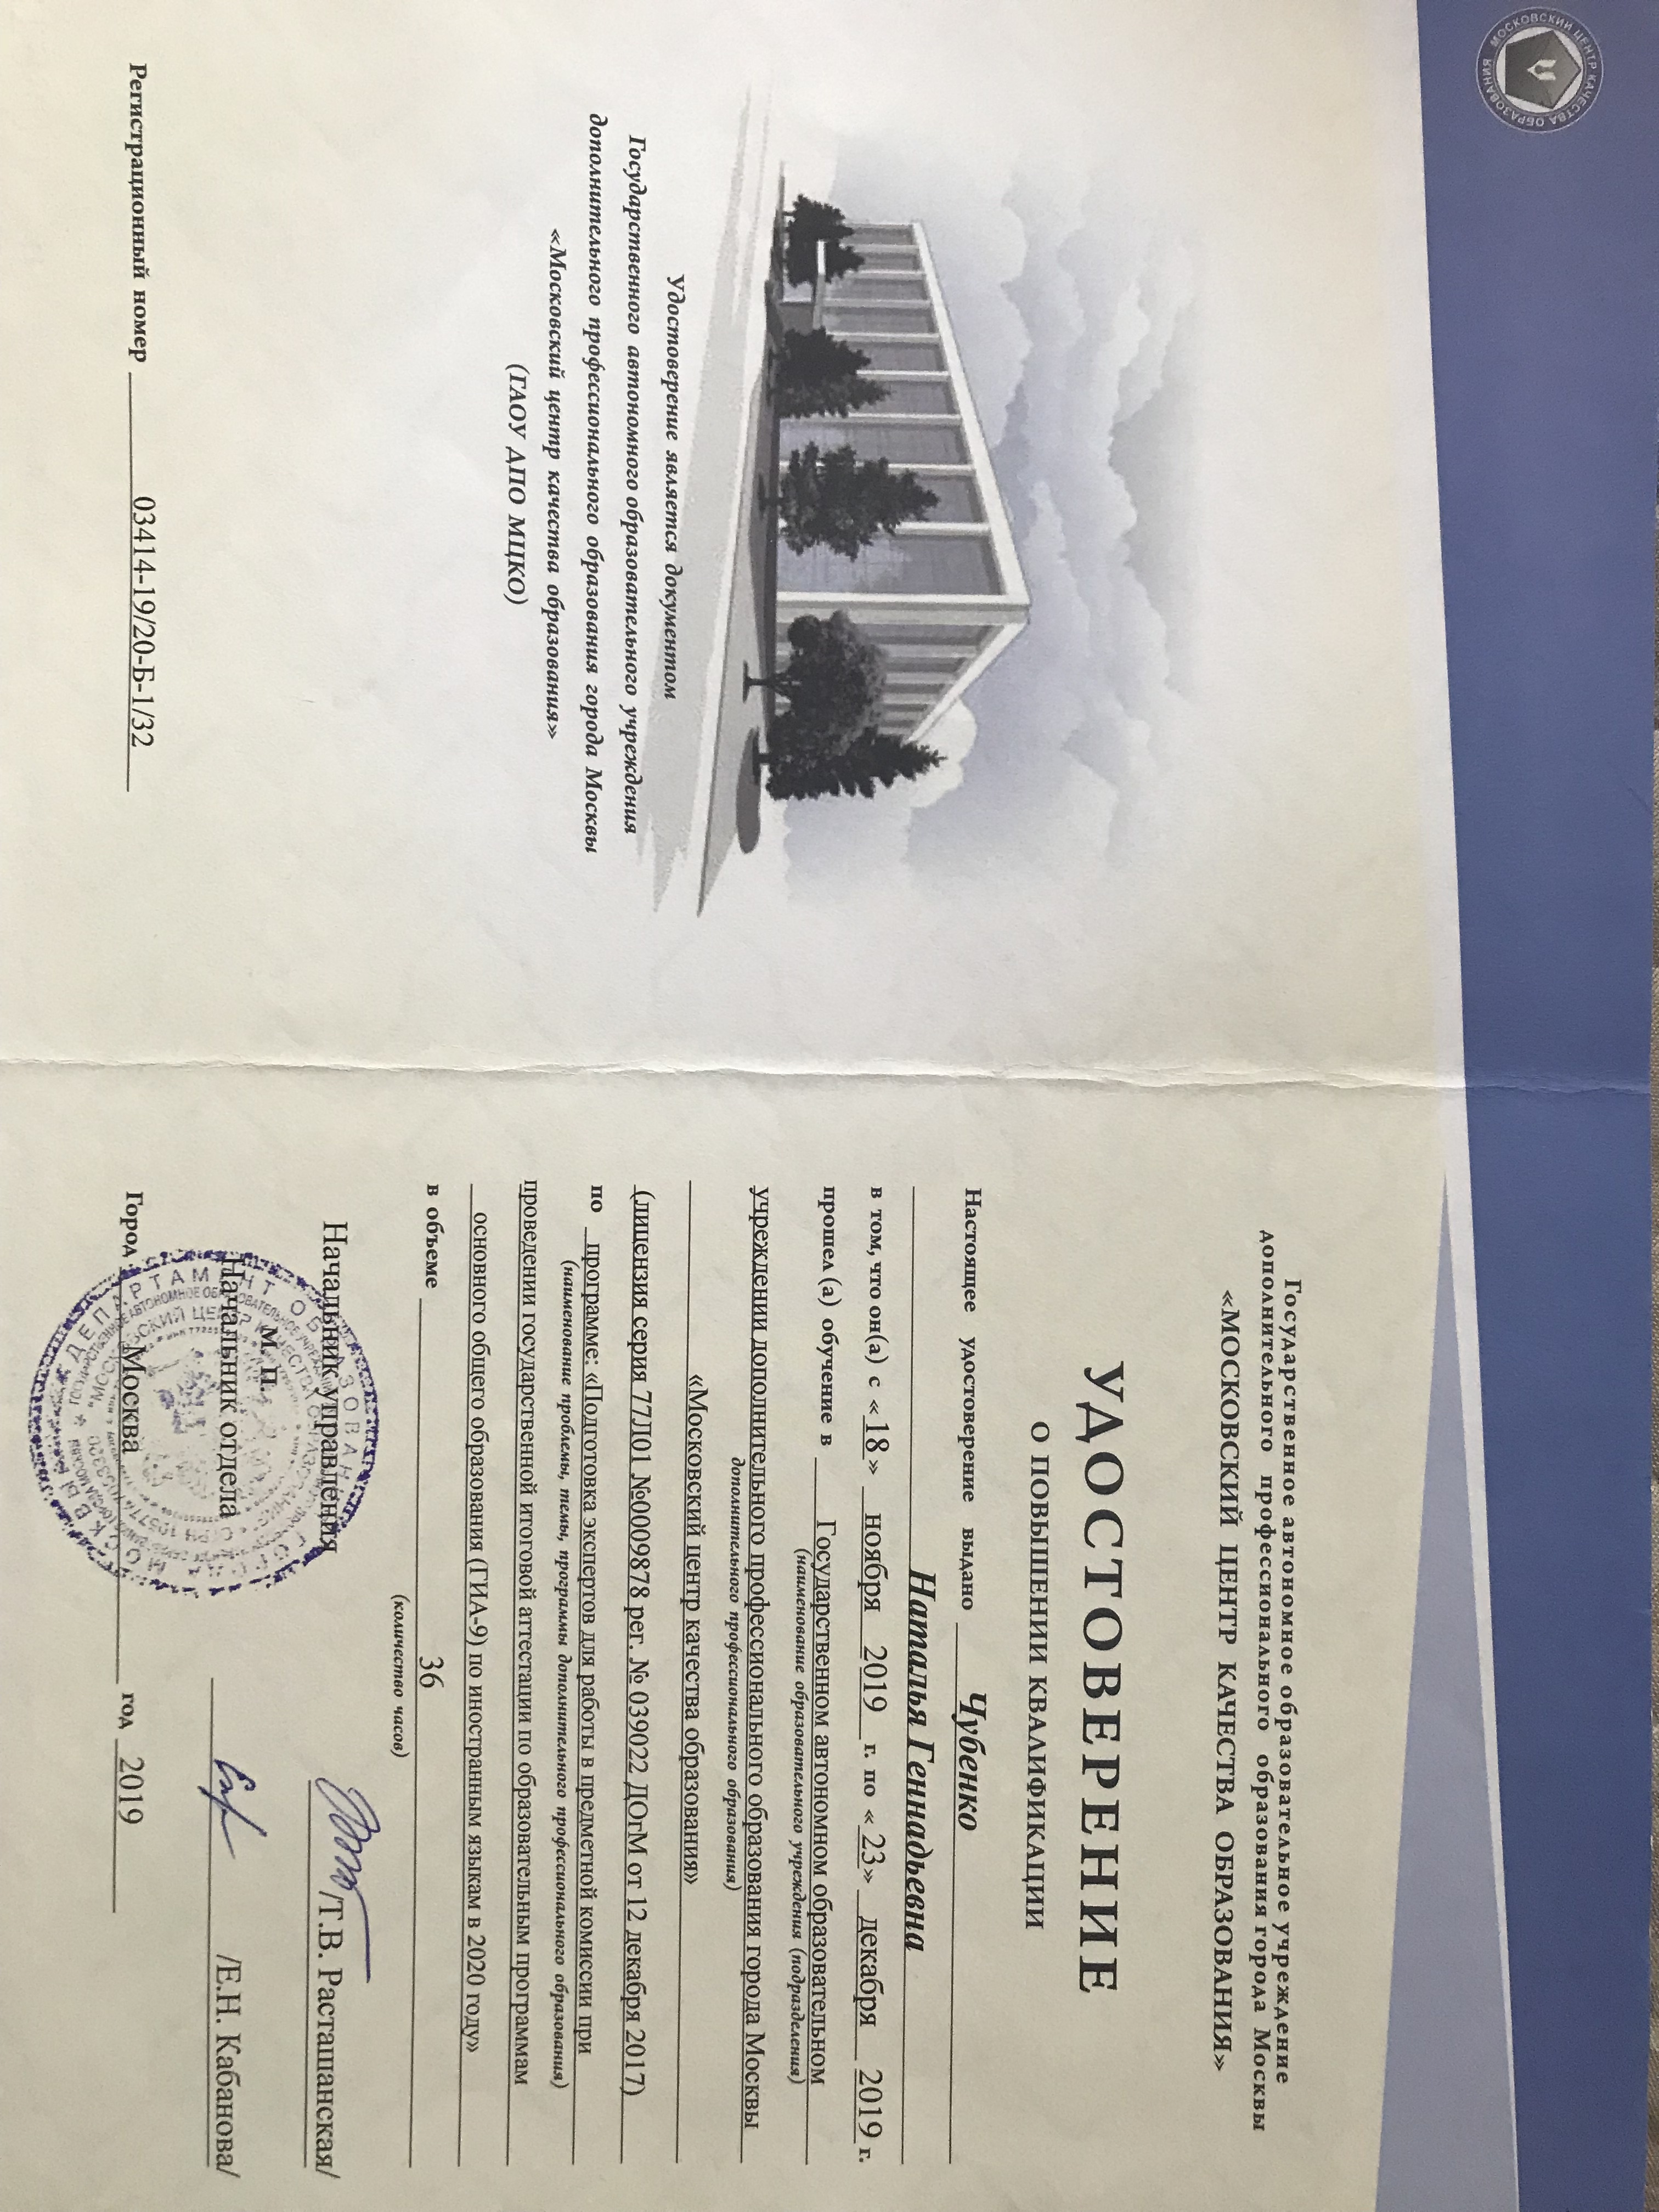 МОСКОВСКИЙ ЦЕНТР КАЧЕСТВА ОБРАЗОВАНИЯ
Удостоверение является документом
Государственного автономного образовательного учреждения
дополнительного профессионального образования города Москвы
«Московский центр качества образования»
(ГАОУ ДПО МЦКО)
Регистрационный номер 03414-19/20-Б-1/32
Государственное автономное образовательное учреждение
дополнительного профессионального образования города Москвы
«МОСКОВСКИЙ ЦЕНТР КАЧЕСТВА ОБРАЗОВАНИЯ»
УДОСТОВЕРЕНИЕ
О ПОВЫШЕНИИ КВАЛИФИКАЦИИ
Настоящее удостоверение выдано Чубенко
Наталья Геннадьевна
в том, что он(а) с «18» ноября 2019 г. по «23» декабря 2019 г.
прошел (а) обучение в Государственном автономном образовательном
(наименование образовательного учреждения (подразделения)
учреждении дополнительного профессионального образования города Москвы
дополнительного профессионального образования)
«Московский центр качества образования»
(лицензия серия 77Л01 №0009878 рег. № 039022 ДОгМ от 12 декабря 2017)
по программе: «Подготовка экспертов для работы в предметной комиссии при
(наименование проблемы, темы, программы дополнительного профессионального образования)
проведении государственной итоговой аттестации по образовательным программам
основного общего образования (ГИА-9) по иностранным языкам в 2020 году»
в объеме 36
(количество часов)
Начальник управления /Т.В. Расташанская/
М. П.
Начальник отдела /Е.Н. Кабанова/
Город Москва год 2019